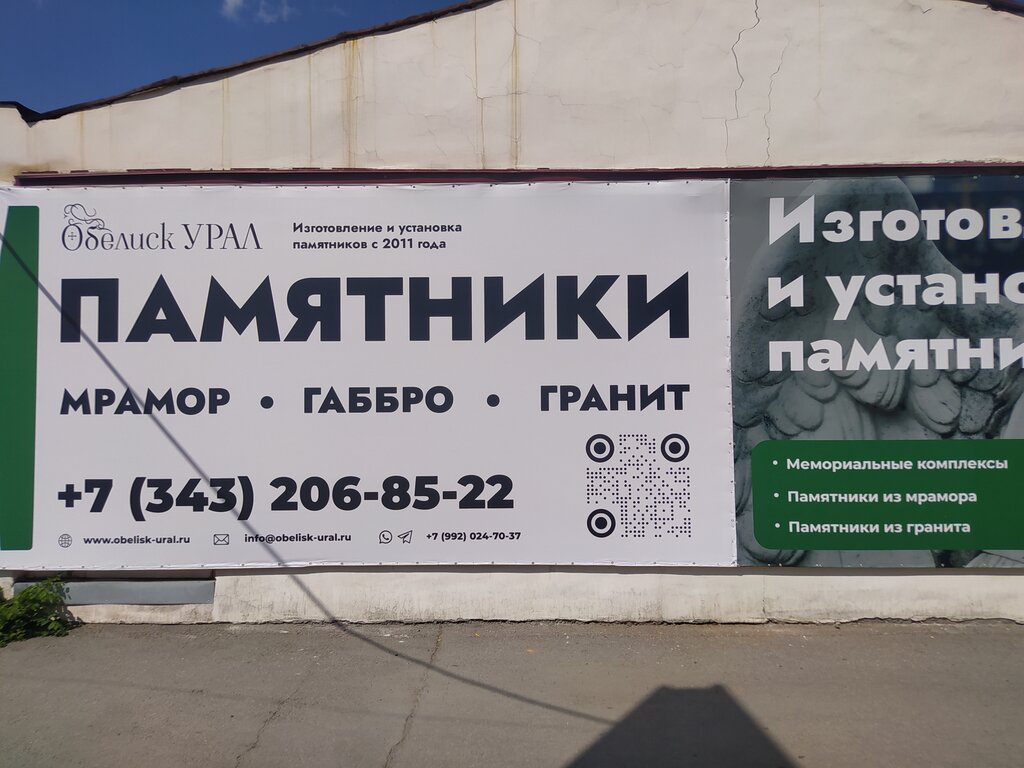 Обелиск УРАЛ
Изготовление и установка
памятников с 2011 года
ПАМЯТНИКИ
МРАМОР • ГАББРО • ГРАНИТ
+7 (343) 206-85-22
www.obelisk-ural.ru info@obelisk-ural.ru +7 (992) 024-70-37
Изготов
и устано
памятни
• Мемориальные комплексы
• Памятники из мрамора
• Памятники из гранита